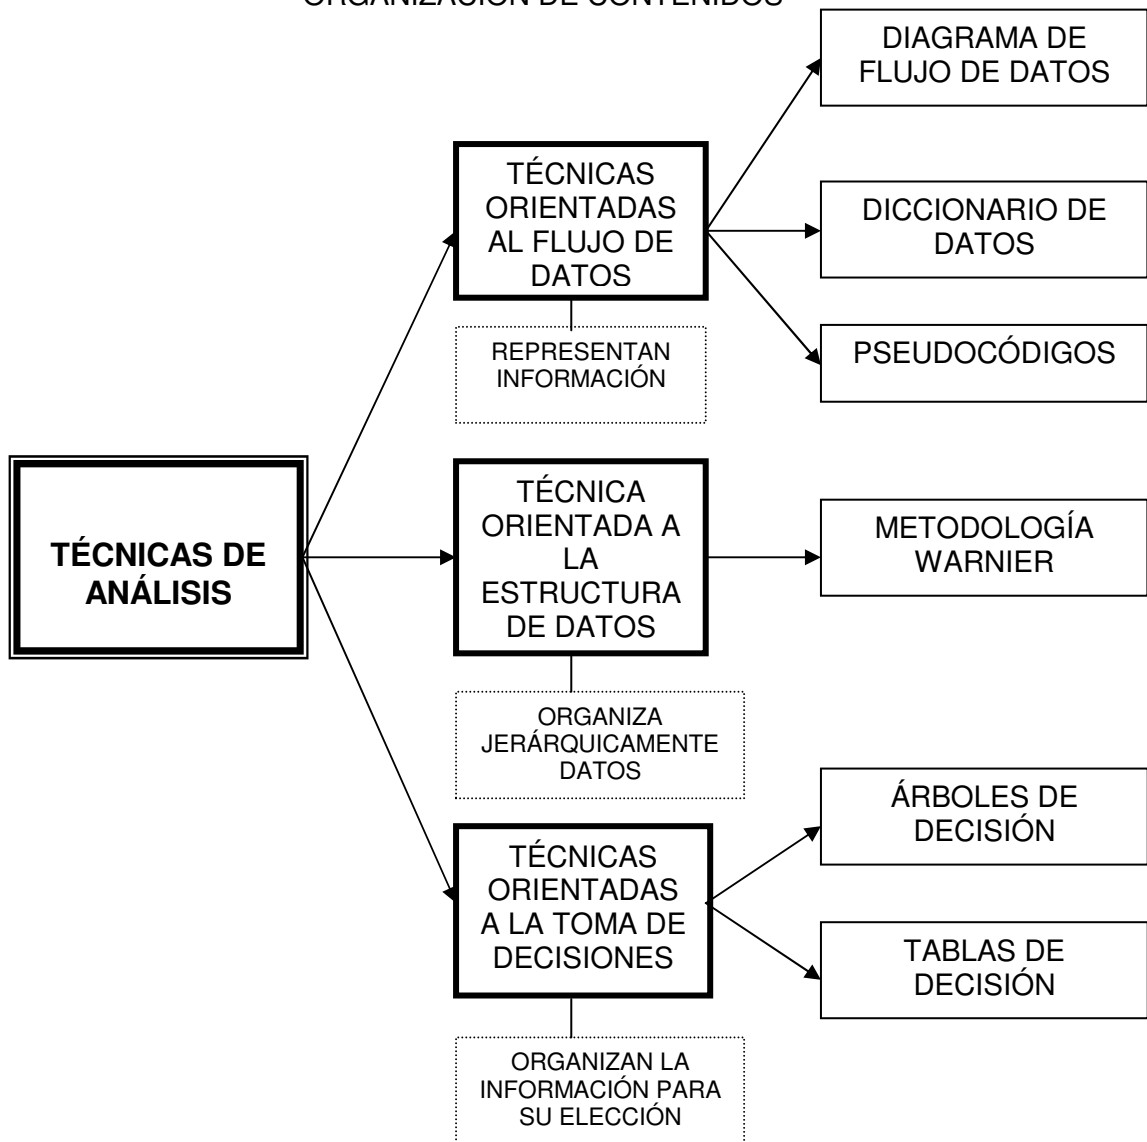 ORGANIZACIÓN DE CONTENIDOS
DIAGRAMA DE
FLUJO DE DATOS
TÉCNICAS
ORIENTADAS
AL FLUJO DE
DATOS
DICCIONARIO DE
DATOS
REPRESENTAN
INFORMACIÓN
PSEUDOCÓDIGOS
TÉCNICAS DE
ANÁLISIS
TÉCNICA
ORIENTADA A
LA
ESTRUCTURA
DE DATOS
METODOLOGÍA
WARNIER
ORGANIZA
JERÁRQUICAMENTE
DATOS
ÁRBOLES DE
DECISIÓN
TÉCNICAS
ORIENTADAS
A LA TOMA DE
DECISIONES
TABLAS DE
DECISIÓN
ORGANIZAN LA
INFORMACIÓN PARA
SU ELECCIÓN